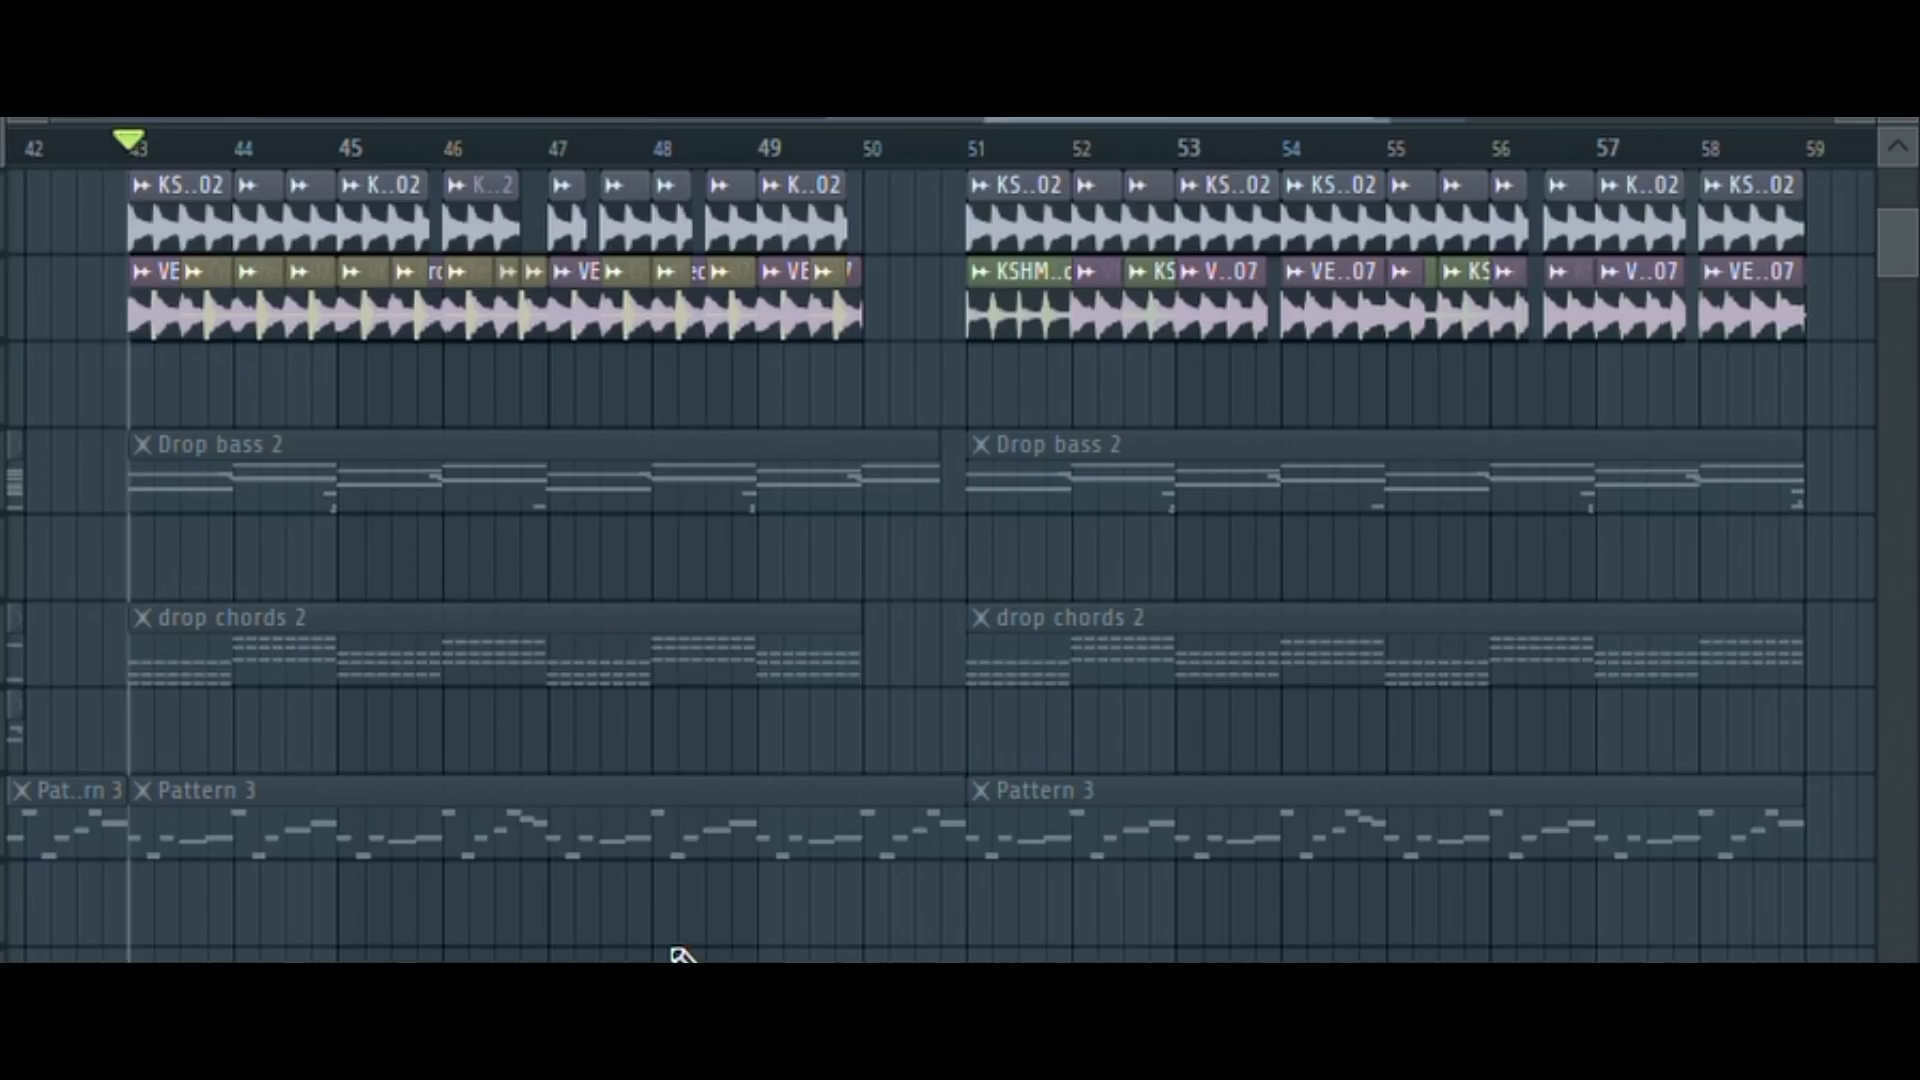 42 43 44 45 46 47 48 49 50 51 52 53 54 55 56 57 58 59
KS..02 K..02 K..2 K..02 KS..02 KS..02 KS..02 K..02 KS..02
VE VE VE KSHM..c KS V..07 VE..07 KS V..07 VE..07
Drop bass 2 Drop bass 2
drop chords 2 drop chords 2
Pat..rn 3 Pattern 3 Pattern 3